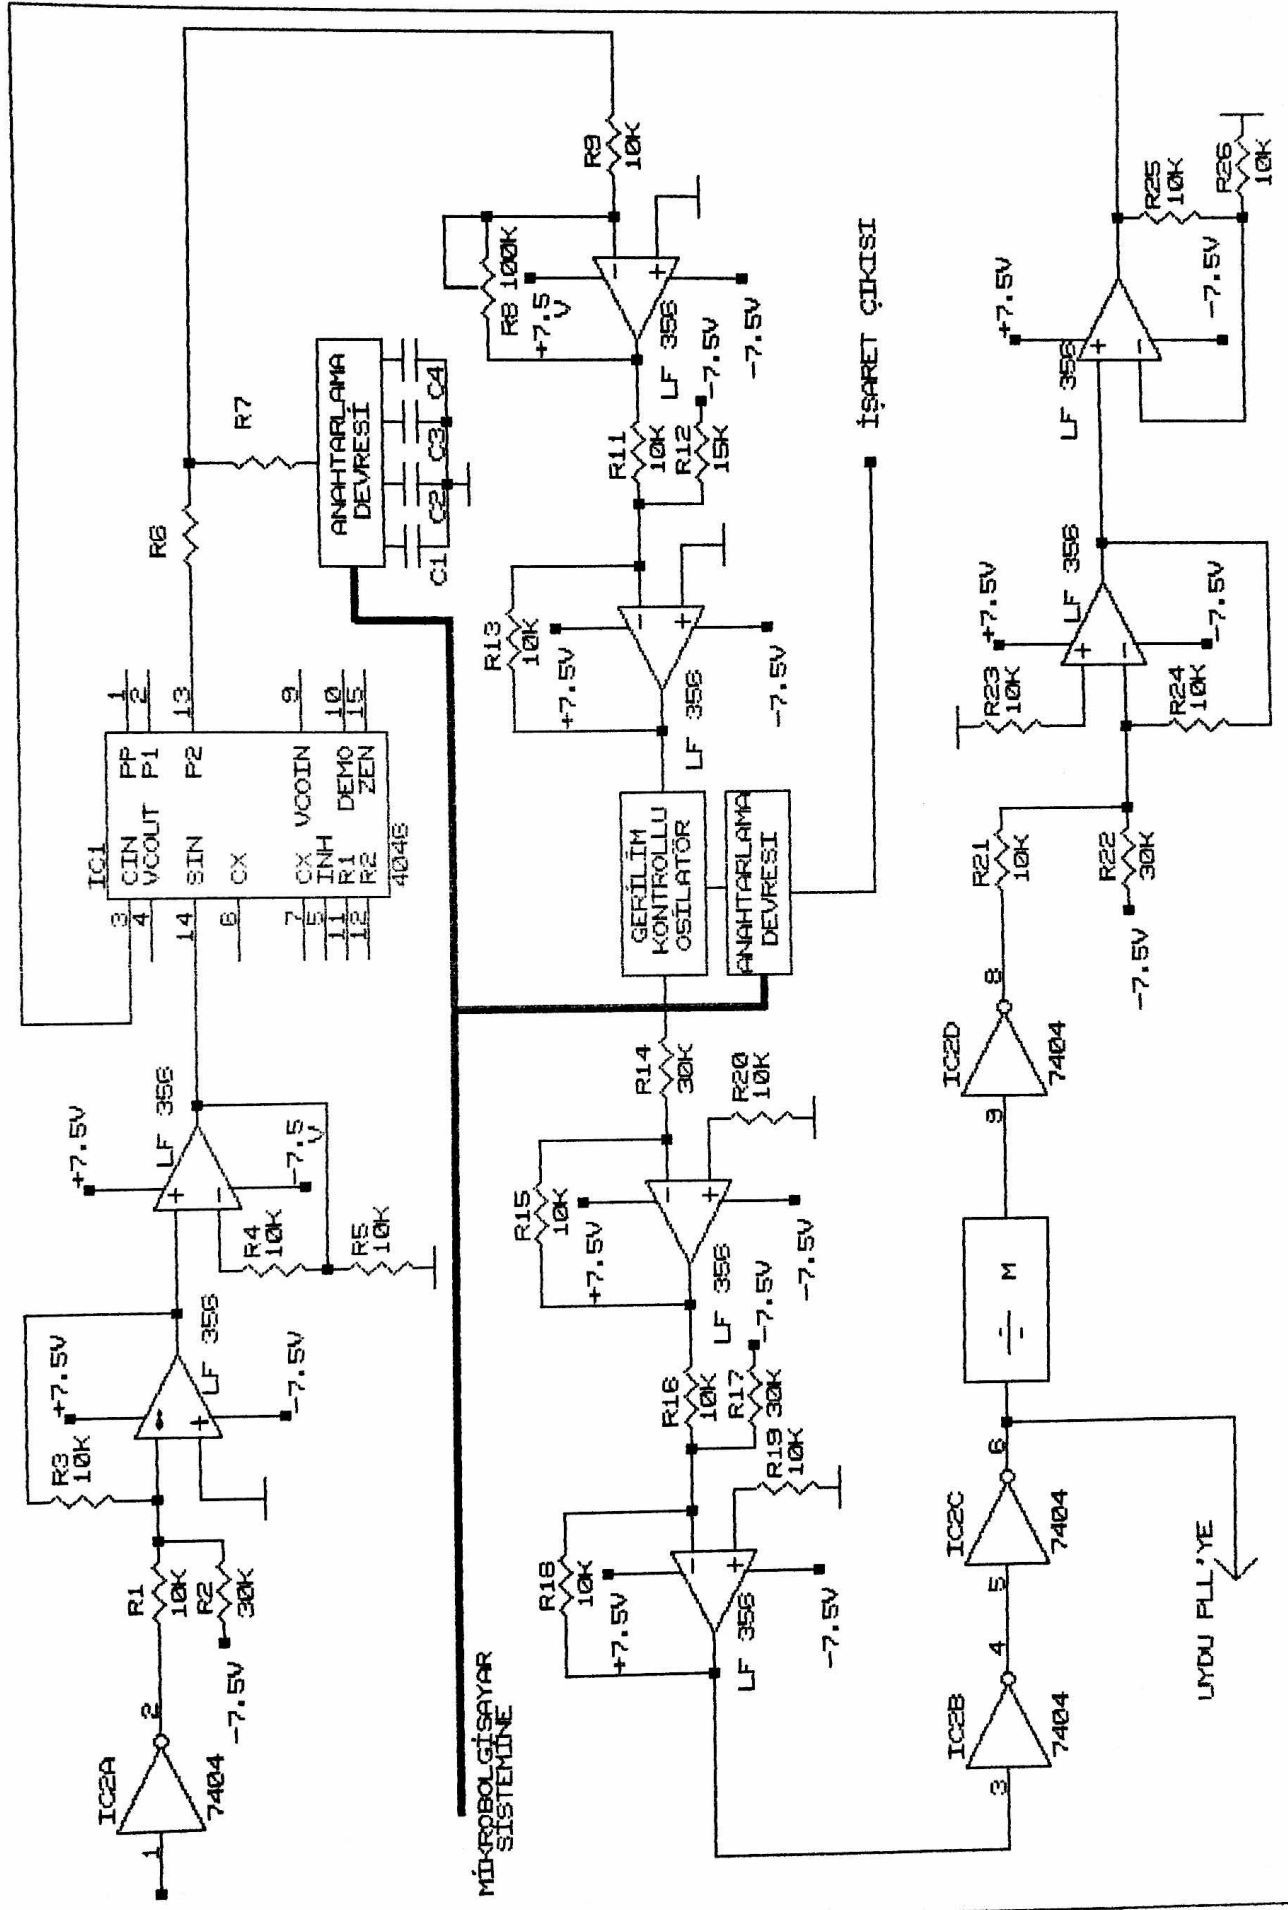 IC2A
1
2
7404
R1
10K
R2
30K
-7.5V
R3
10K
+7.5V
LF 356
-7.5V
+7.5V
LF 356
-7.5
V
R4
10K
R5
10K
IC1
3
4
14
6
7
5
11
12
CIN
VCOUT
SIN
CX
CX
INH
R1
R2
PP
P1
P2
VCOIN
DEMO
ZEN
1
2
13
9
10
15
4046
R6
R7
ANAHTARLAMA
DEVRESİ
C1
C2
C3
C4
MİKROBOLGİSAYAR
SİSTEMİNE
R9
10K
R8 100K
+7.5
V
LF 356
-7.5V
R11
10K
R12
15K
-7.5V
R13
10K
+7.5V
LF 356
-7.5V
GERİLİM
KONTROLLU
OSİLATÖR
ANAHTARLAMA
DEVRESI
İŞARET ÇIKISI
R14
30K
R15
10K
R20
10K
+7.5V
LF 356
-7.5V
R16
10K
R17
30K
-7.5V
R18
10K
R19
10K
+7.5V
LF 356
-7.5V
IC2B
3
4
7404
IC2C
5
6
7404
UYDU PLL'YE
÷ M
IC2D
9
8
7404
R21
10K
R22
30K
-7.5V
R23
10K
R24
10K
+7.5V
LF 356
-7.5V
+7.5V
LF 356
-7.5V
R25
10K
R26
10K